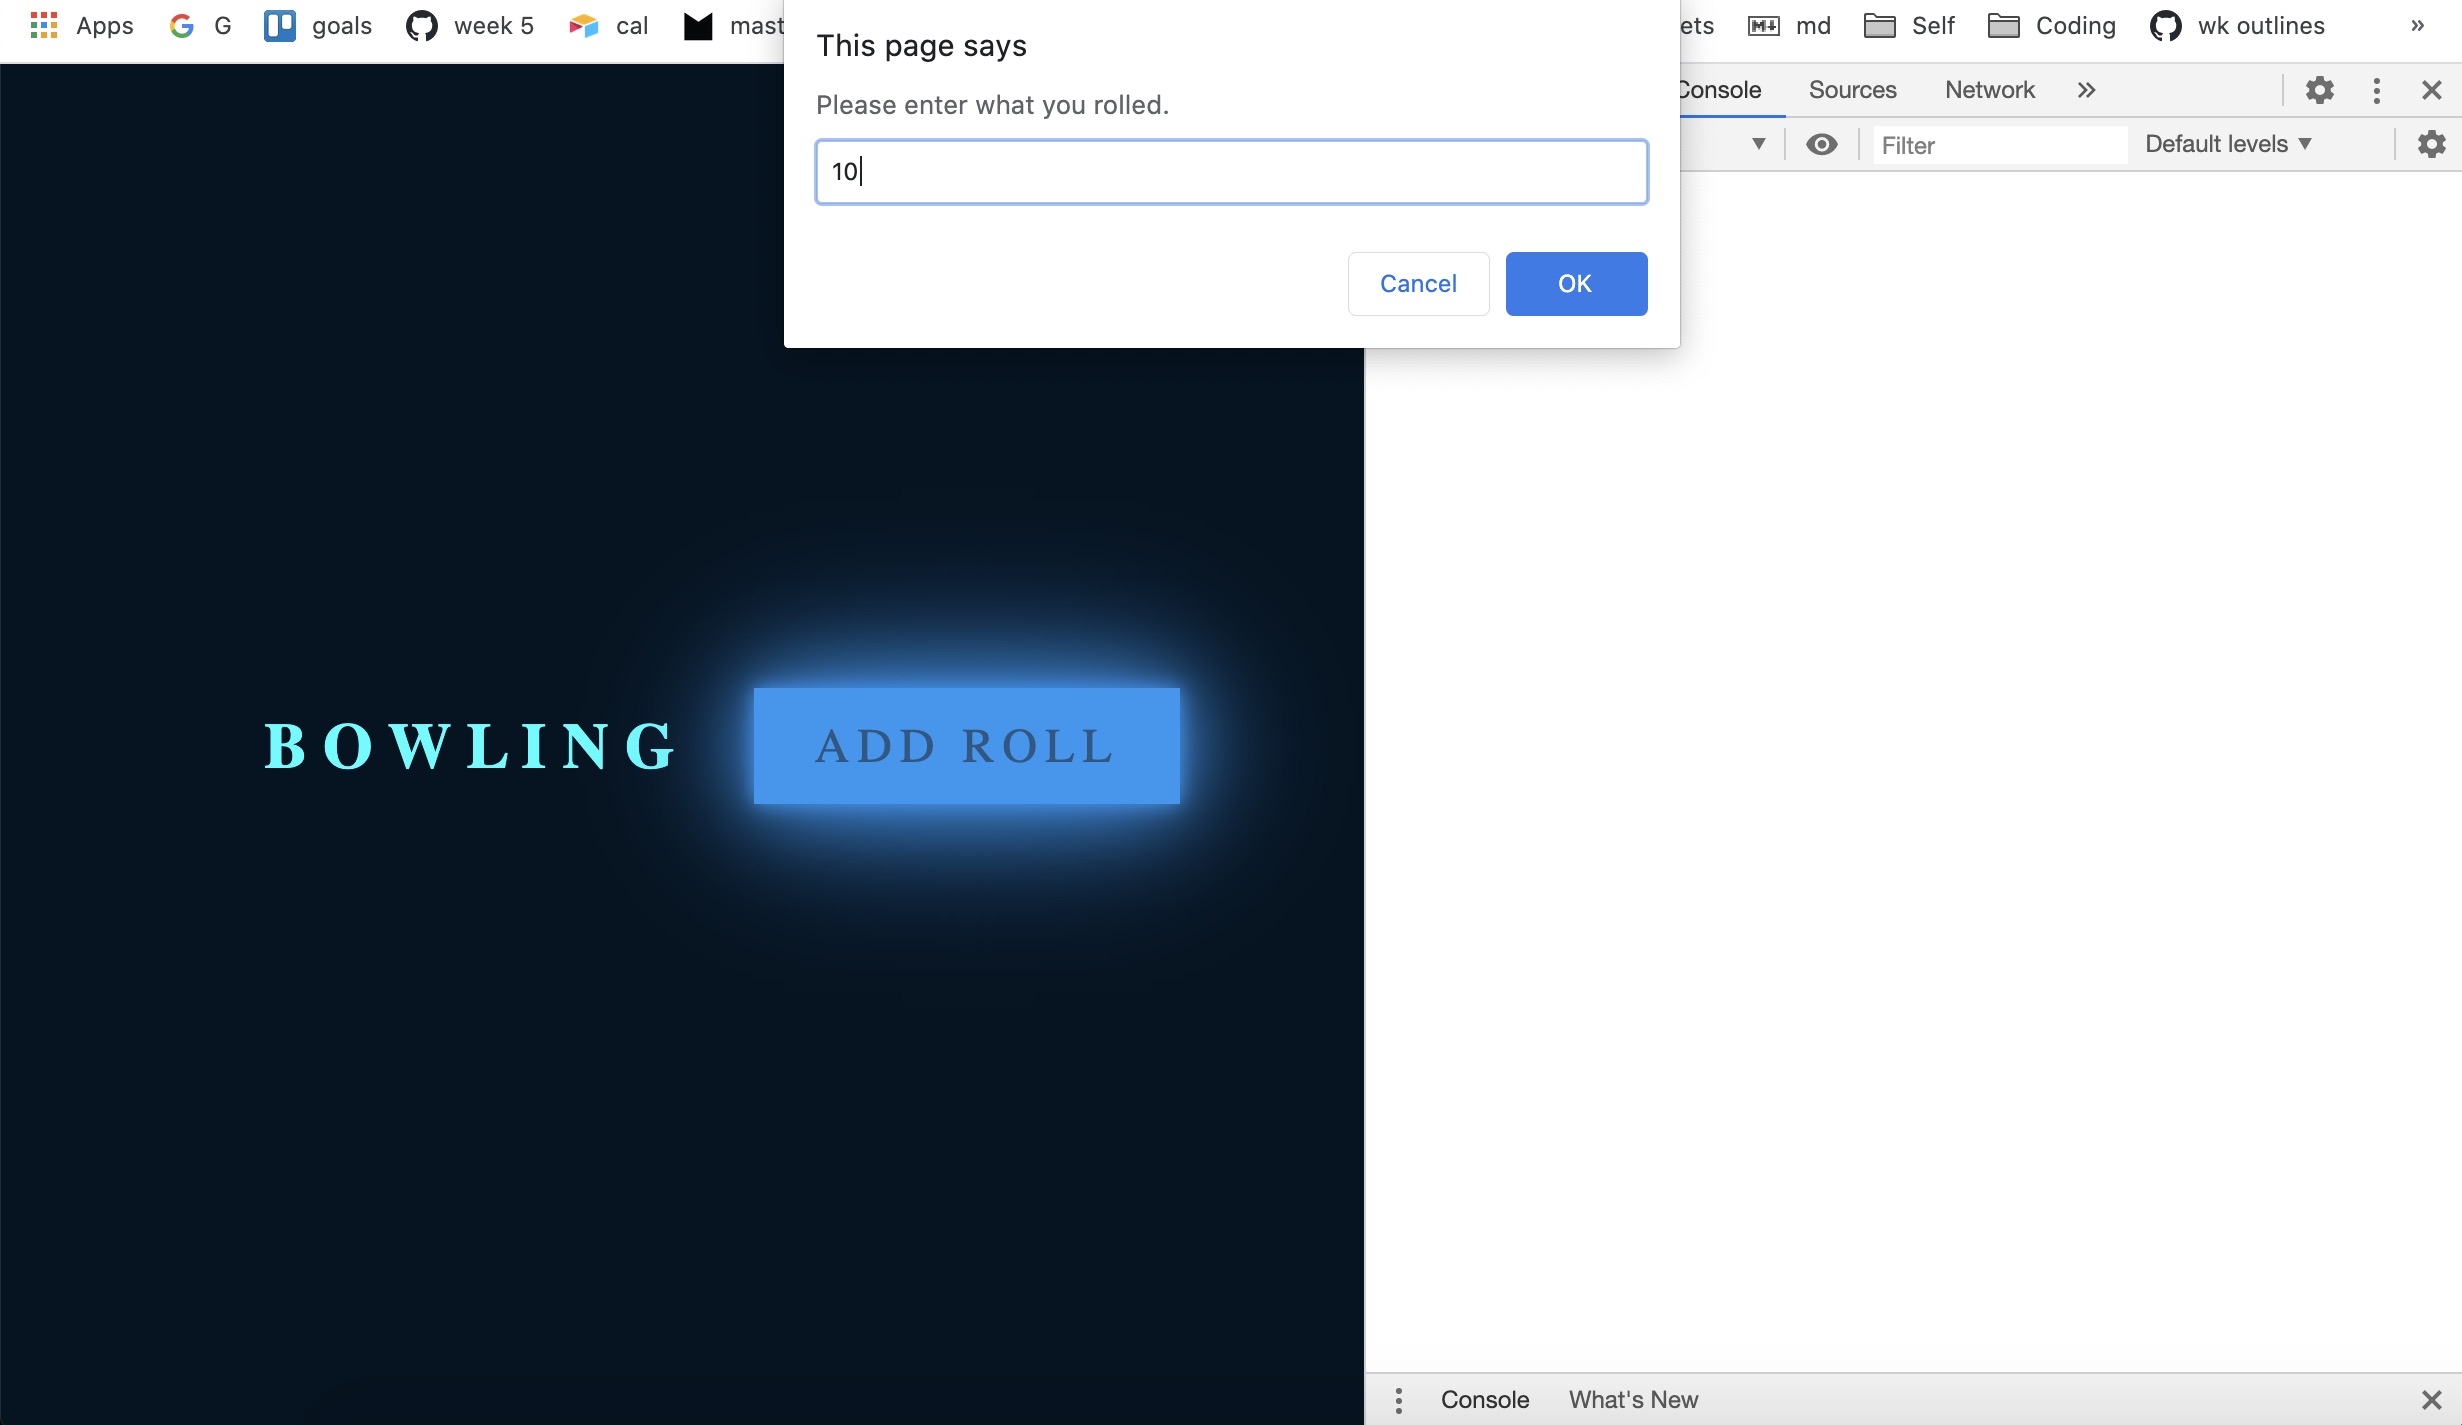 Apps G goals week 5 cal mast
ets md Self Coding wk outlines »
This page says
Please enter what you rolled.
10
Cancel OK
Console Sources Network »
Filter Default levels ▼
BOWLING ADD ROLL
Console What's New